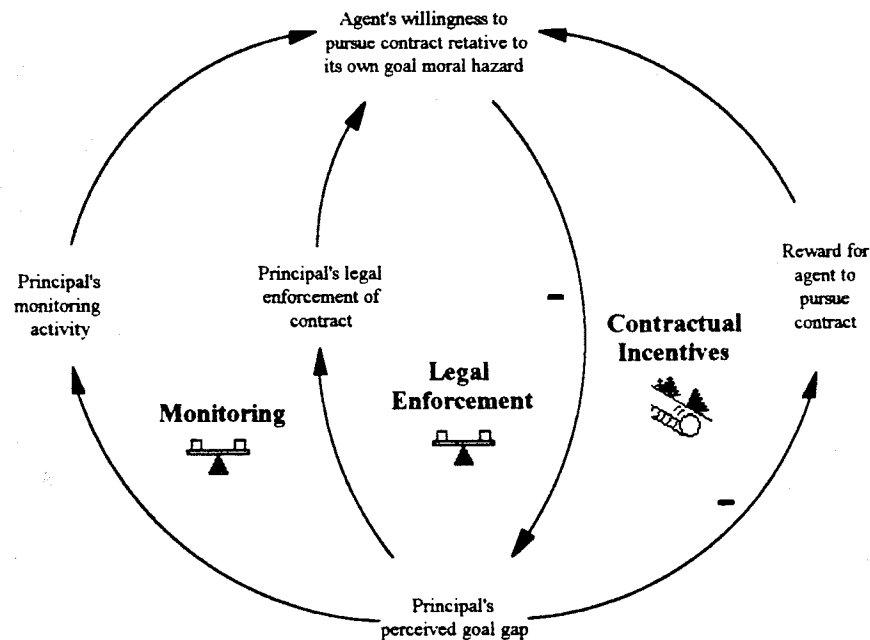 Agent's willingness to
pursue contract retative to
its own goal moral hazard
Principal's
monitoring
activity
Principal's legal
enforcement of
contract
Reward for
agent to
pursue
contract
Contractual
Incentives
Legal
Enforcement
Monitoring
Principal's
perceived goal gap